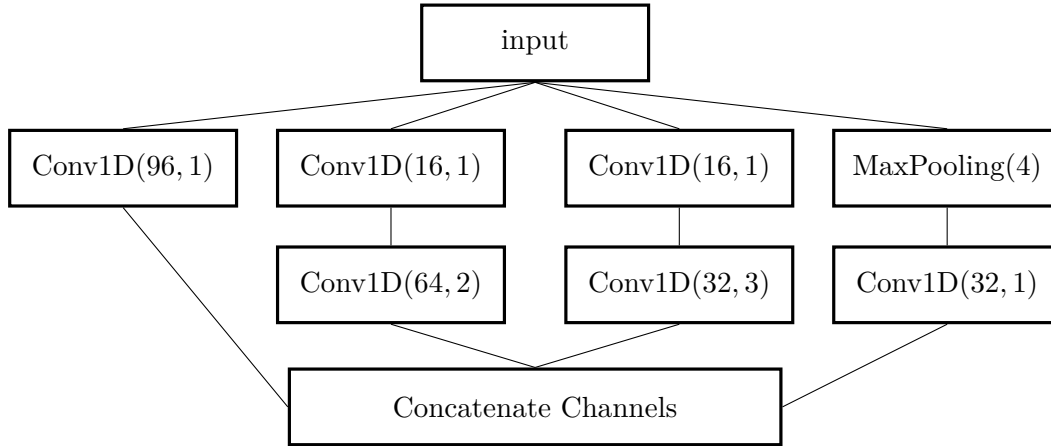 input
Conv1D(96, 1)
Conv1D(16, 1)
Conv1D(16, 1)
MaxPooling(4)
Conv1D(64, 2)
Conv1D(32, 3)
Conv1D(32, 1)
Concatenate Channels